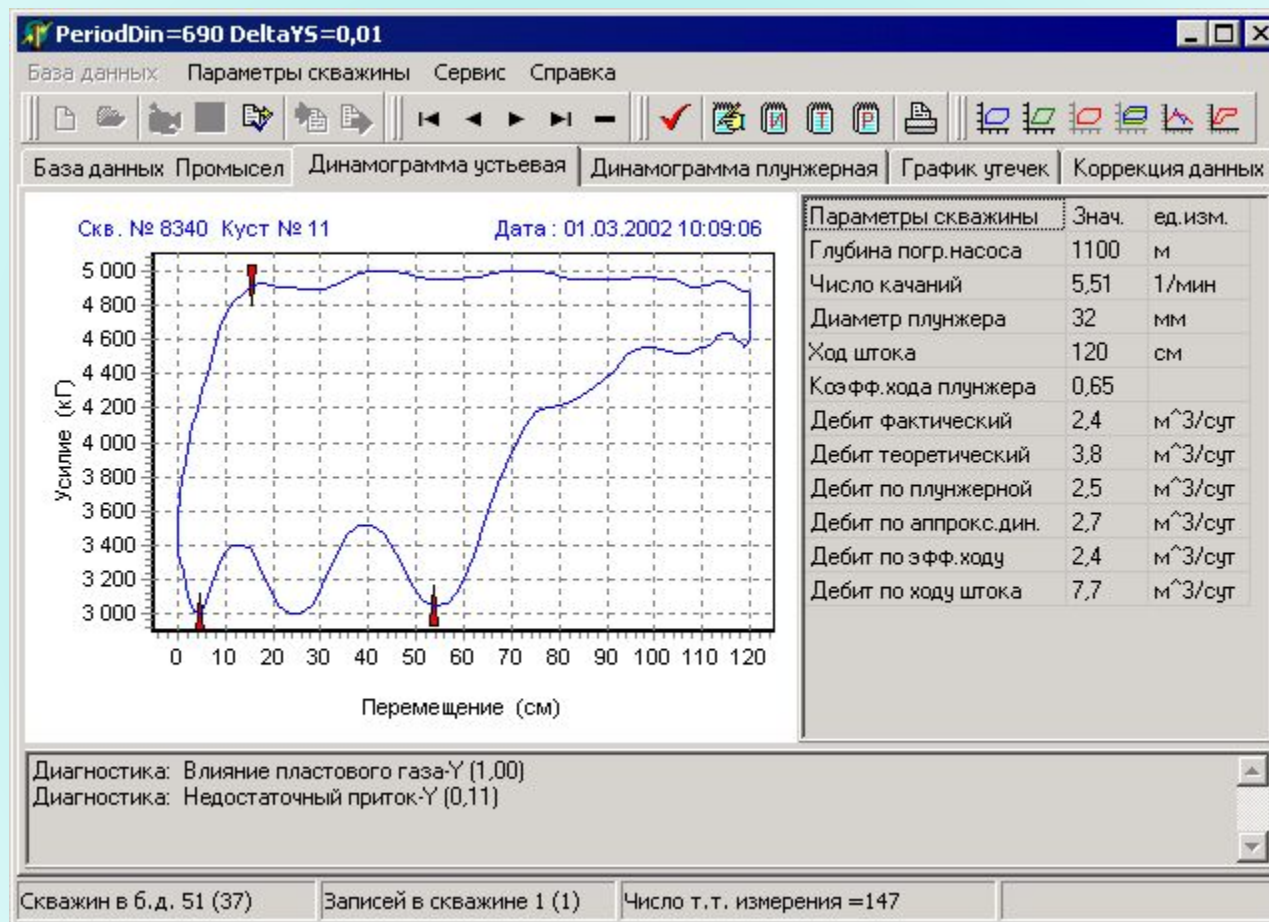 PeriodDin=690 DeltaYS=0,01
База данных Параметры скважины Сервис Справка
И Т Р
База данных Промысел Динамограмма устьевая Динамограмма плунжерная График утечек Коррекция данных
Скв. № 8340 Куст № 11 Дата : 01.03.2002 10:09:06
5 000
4 800
4 600
4 400
4 200
4 000
3 800
3 600
3 400
3 200
3 000
Усилие (кГ)
0 10 20 30 40 50 60 70 80 90 100 110 120
Перемещение (см)
Параметры скважины Знач. ед.изм.
Глубина погр.насоса 1100 м
Число качаний 5,51 1/мин
Диаметр плунжера 32 мм
Ход штока 120 см
Коэфф.хода плунжера 0,65
Дебит фактический 2,4 м^3/сут
Дебит теоретический 3,8 м^3/сут
Дебит по плунжерной 2,5 м^3/сут
Дебит по аппрокс.дин. 2,7 м^3/сут
Дебит по эфф.ходу 2,4 м^3/сут
Дебит по ходу штока 7,7 м^3/сут
Диагностика: Влияние пластового газа-Y (1,00)
Диагностика: Недостаточный приток-Y (0,11)
Скважин в б.д. 51 (37) Записей в скважине 1 (1) Число т.т. измерения =147